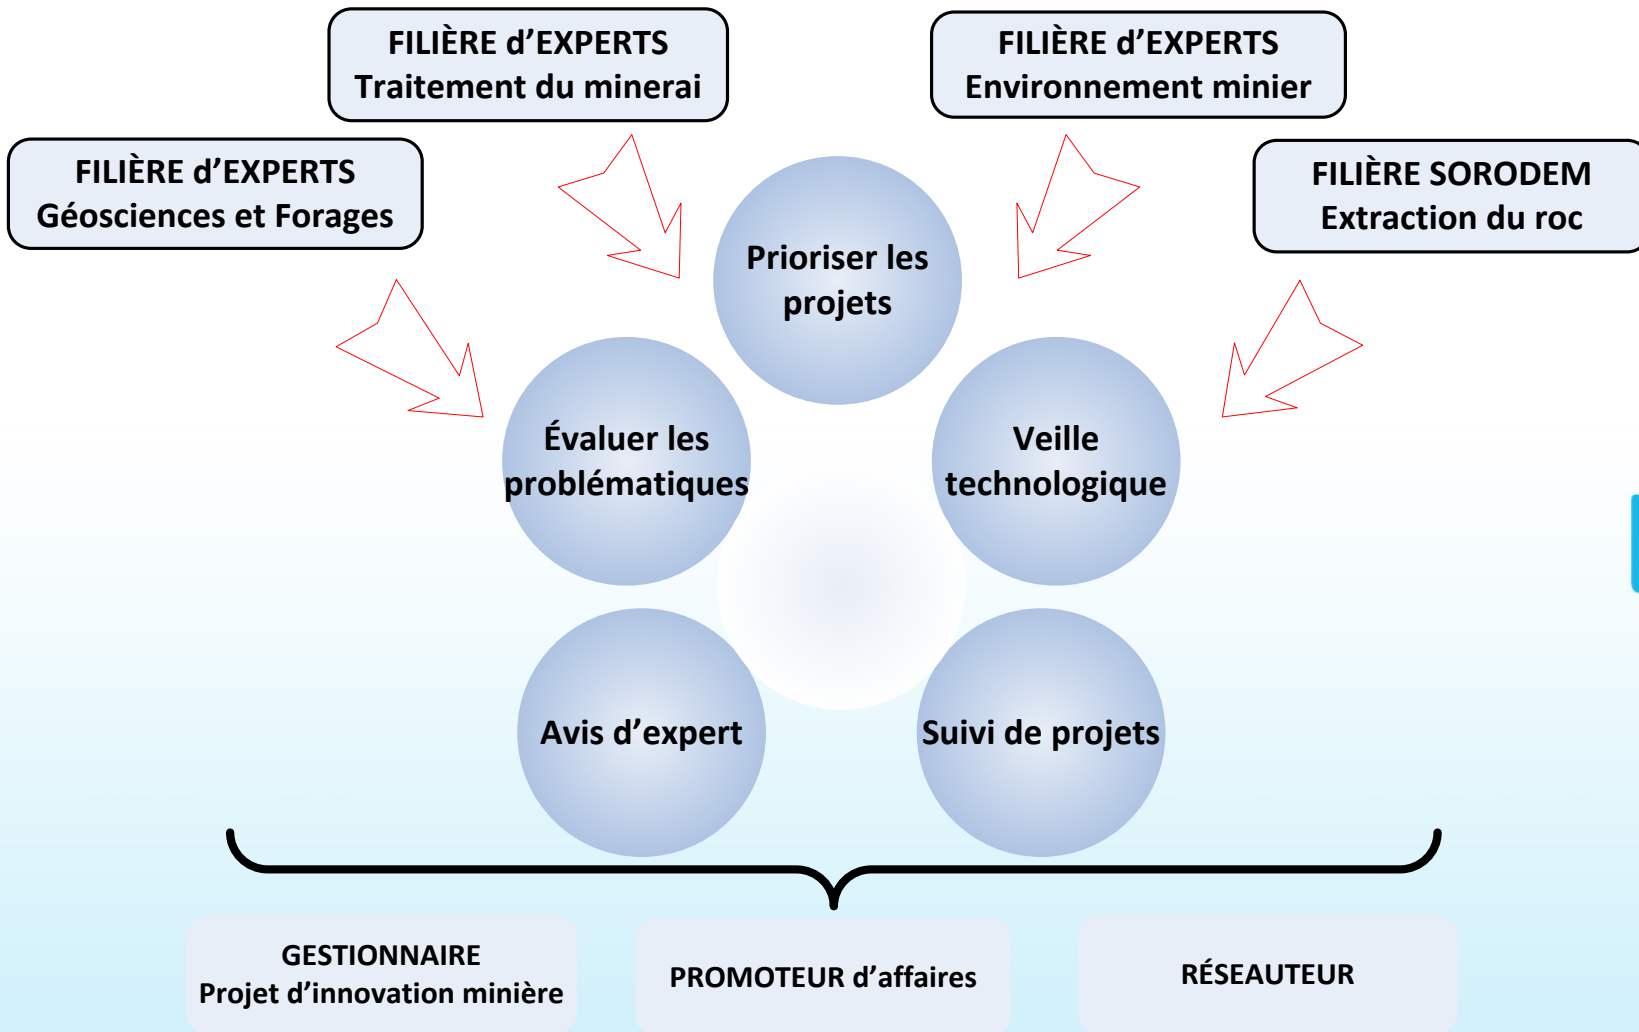 FILIÈRE d’EXPERTS
Traitement du minerai
FILIÈRE d’EXPERTS
Environnement minier
FILIÈRE d’EXPERTS
Géosciences et Forages
FILIÈRE SORODEM
Extraction du roc
Prioriser les
projets
Évaluer les
problématiques
Veille
technologique
Avis d’expert
Suivi de projets
GESTIONNAIRE
Projet d’innovation minière
PROMOTEUR d’affaires
RÉSEAUTEUR